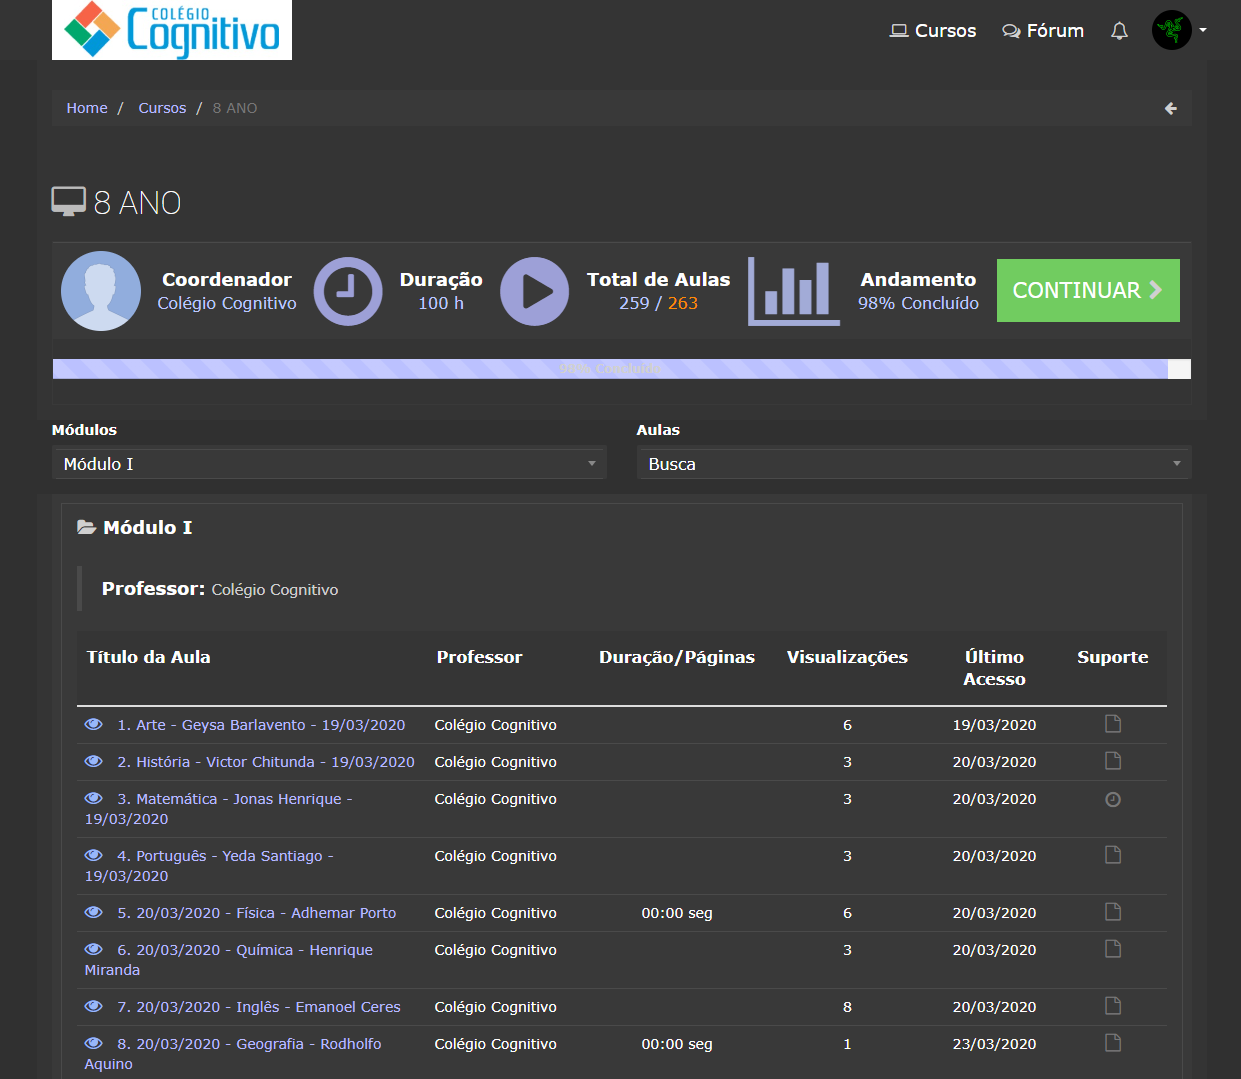 COLÉGIO
Cognitivo
Cursos
Fórum
Home / Cursos / 8 ANO
8 ANO
Coordenador
Colégio Cognitivo
Duração
100 h
Total de Aulas
259 / 263
Andamento
98% Concluído
CONTINUAR
98% Concluído
Módulos
Aulas
Módulo I
Busca
Módulo I
Professor: Colégio Cognitivo
Título da Aula Professor Duração/Páginas Visualizações Último Suporte
Acesso
1. Arte - Geysa Barlavento - 19/03/2020 Colégio Cognitivo 6 19/03/2020
2. História - Victor Chitunda - 19/03/2020 Colégio Cognitivo 3 20/03/2020
3. Matemática - Jonas Henrique - Colégio Cognitivo 3 20/03/2020
19/03/2020
4. Português - Yeda Santiago - Colégio Cognitivo 3 20/03/2020
19/03/2020
5. 20/03/2020 - Física - Adhemar Porto Colégio Cognitivo 00:00 seg 6 20/03/2020
6. 20/03/2020 - Química - Henrique Colégio Cognitivo 3 20/03/2020
Miranda
7. 20/03/2020 - Inglês - Emanoel Ceres Colégio Cognitivo 8 20/03/2020
8. 20/03/2020 - Geografia - Rodholfo Colégio Cognitivo 00:00 seg 1 23/03/2020
Aquino